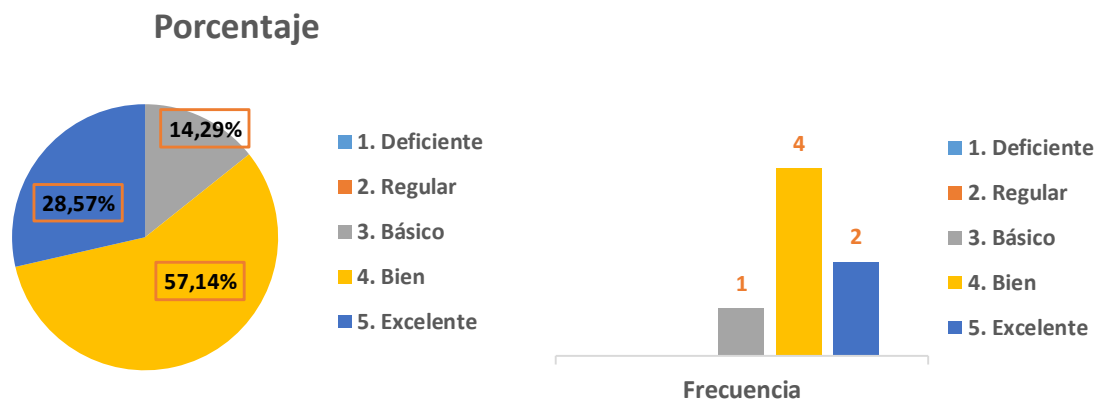 Porcentaje
14,29%
28,57%
57,14%
1. Deficiente
2. Regular
3. Básico
4. Bien
5. Excelente
1
4
2
Frecuencia
1. Deficiente
2. Regular
3. Básico
4. Bien
5. Excelente